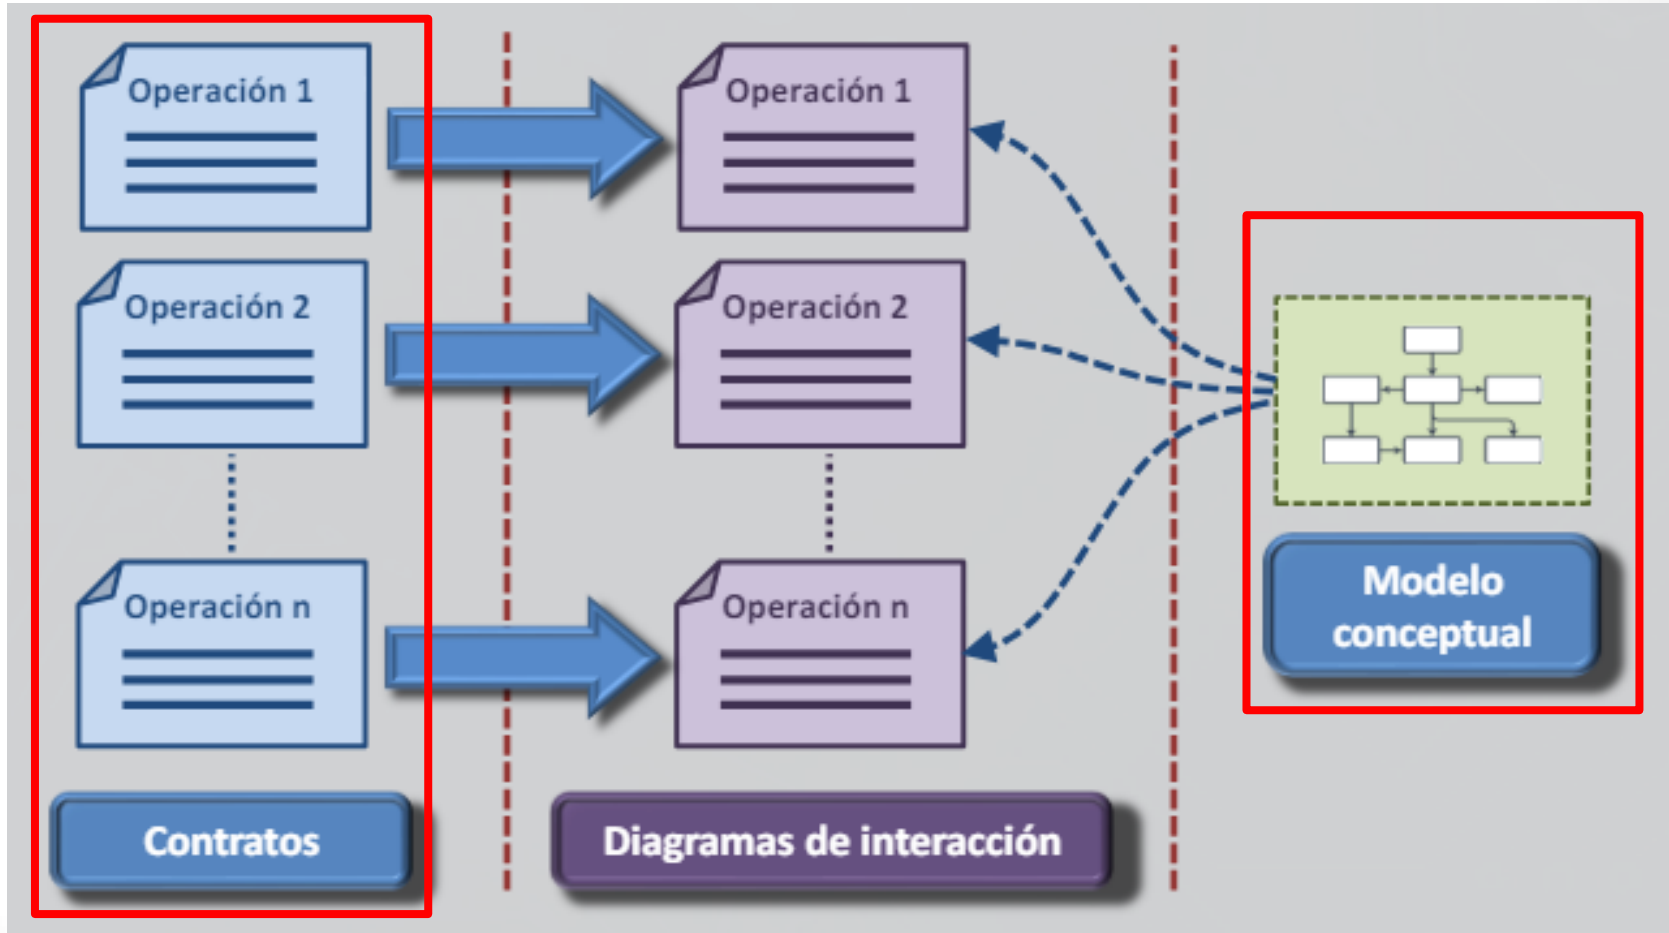 Operación 1
Operación 2
Operación n
Contratos
Operación 1
Operación 2
Operación n
Diagramas de interacción
Modelo
conceptual